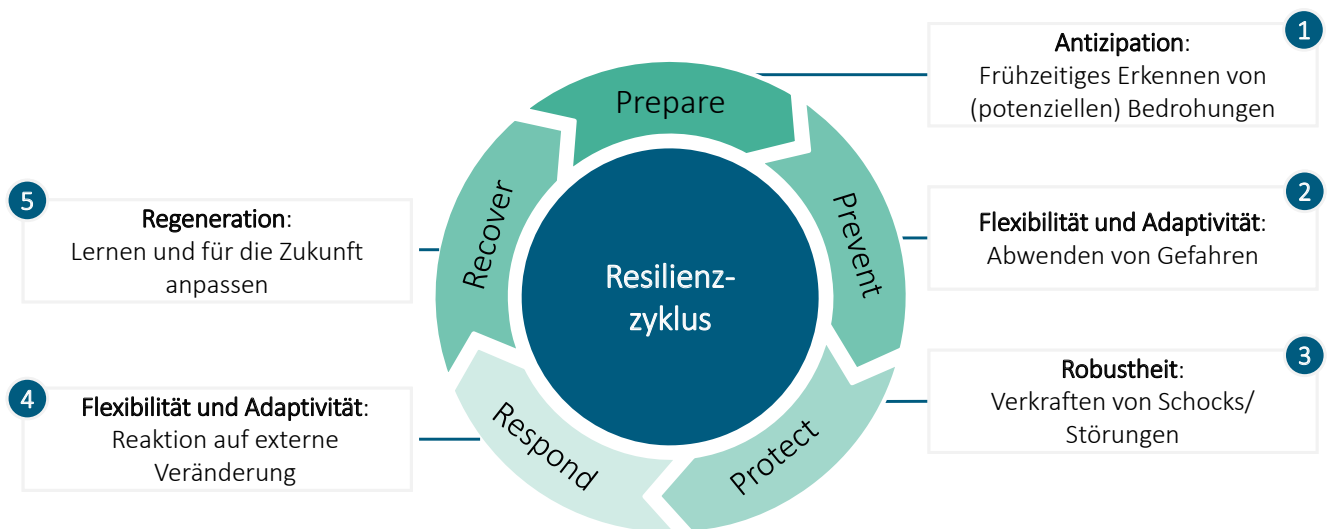 1
Antizipation:
Frühzeitiges Erkennen von
(potenziellen) Bedrohungen
2
Flexibilität und Adaptivität:
Abwenden von Gefahren
3
Robustheit:
Verkraften von Schocks/
Störungen
4
Flexibilität und Adaptivität:
Reaktion auf externe
Veränderung
5
Regeneration:
Lernen und für die Zukunft
anpassen
Prepare
Prevent
Protect
Respond
Recover
Resilienz-
zyklus